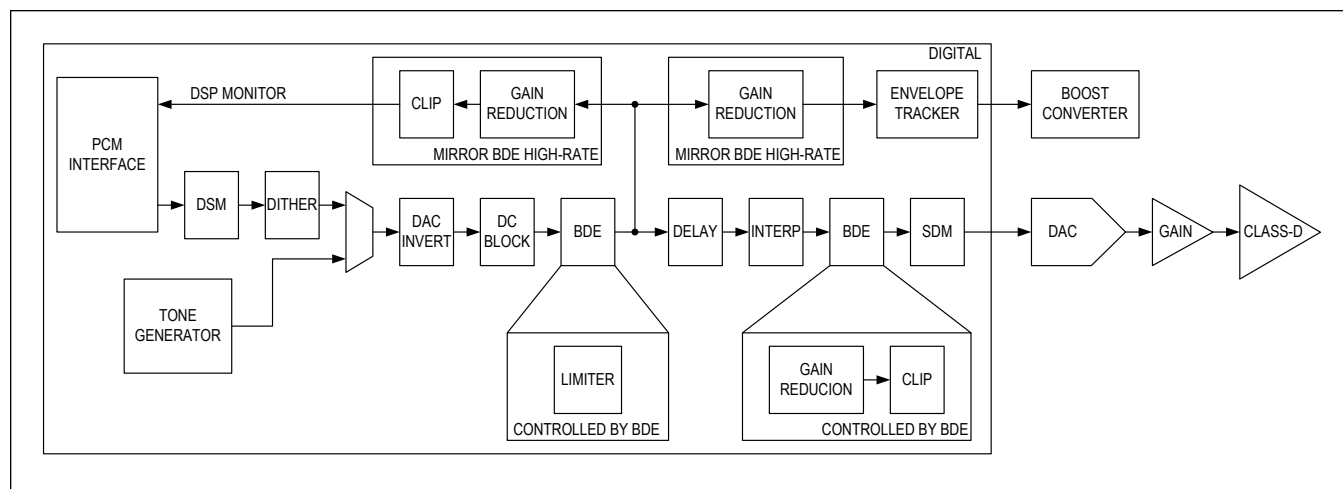 DIGITAL
DSP MONITOR
CLIP
GAIN
REDUCTION
MIRROR BDE HIGH-RATE
GAIN
REDUCTION
MIRROR BDE HIGH-RATE
ENVELOPE
TRACKER
BOOST
CONVERTER
PCM
INTERFACE
DSM
DITHER
DAC
INVERT
DC
BLOCK
BDE
DELAY
INTERP
BDE
SDM
DAC
GAIN
CLASS-D
TONE
GENERATOR
LIMITER
CONTROLLED BY BDE
GAIN
REDUCION
CLIP
CONTROLLED BY BDE